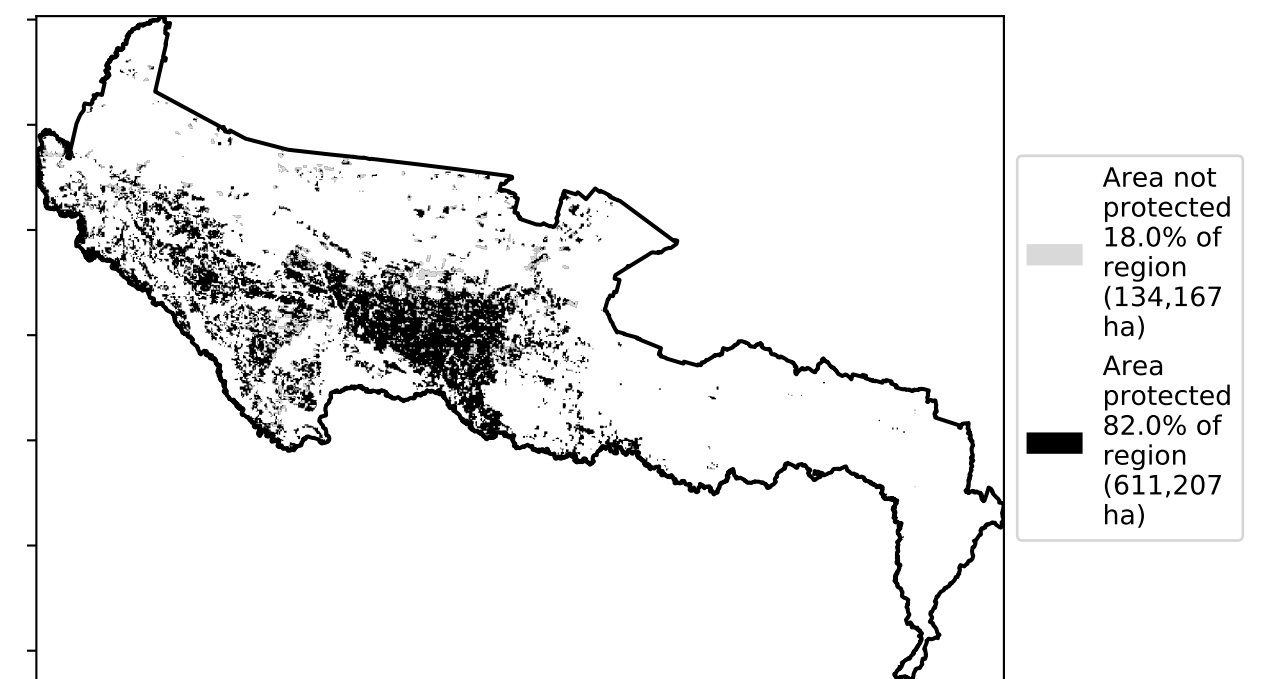 Area not
protected
18.0% of
region
(134,167
ha)
Area
protected
82.0% of
region
(611,207
ha)